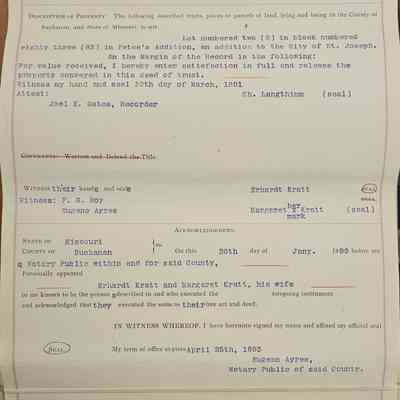 DESCRIPTION OF PROPERTY: The following described tracts, pieces or parcels of land, lying and being in the County of
Buchanan, and State of Missouri, to-wit:
Lot numbered two (2) in block numbered
eighty three (83) in Patee's Addition, an addition to the City of St. Joseph.
On the Margin of the Record is the following:
For value received, I hereby enter satisfaction in full and release the
property conveyed in this deed of trust.
Witness my hand and seal 20th day of March, 1891
Attest: Ch. Langthimm (seal)
Joel E. Gates, Recorder
COVENANTS: Warrant and Defend the Title.
WITNESS their hands and seals Erhardt Kratt SEAL
Witness: F. G. Hoy her SEAL
Eugene Ayres Margaret X Kratt (seal)
mark
ACKNOWLEDGMENT:
STATE OF Missouri
COUNTY OF Buchanan ss. On this 20th day of Jany. 1890 before me
a Notary Public within and for said County,
Personally appeared
Erhardt Kratt and Margaret Kratt, his wife
to me known to be the person s described in and who executed the foregoing instrument
and acknowledged that they executed the same as their free act and deed.
IN WITNESS WHEREOF, I have hereunto signed my name and affixed my official seal
SEAL My term of office expires April 25th, 1893
Eugene Ayres,
Notary Public of said County.